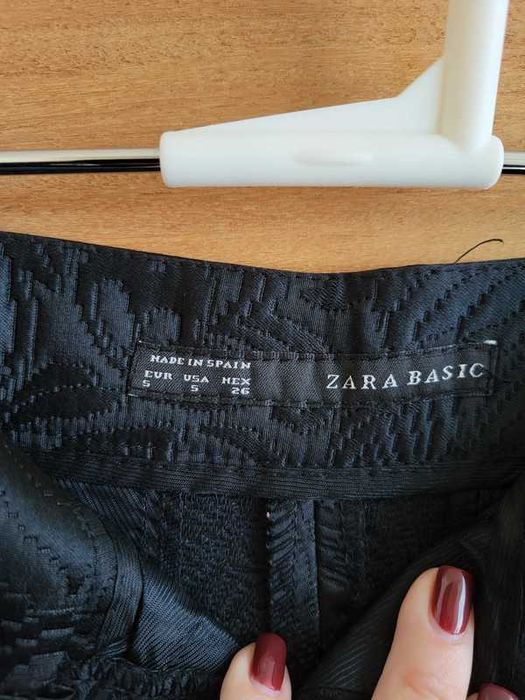 MADE IN SPAIN
EUR USA MEX
S S 26
ZARA BASIC